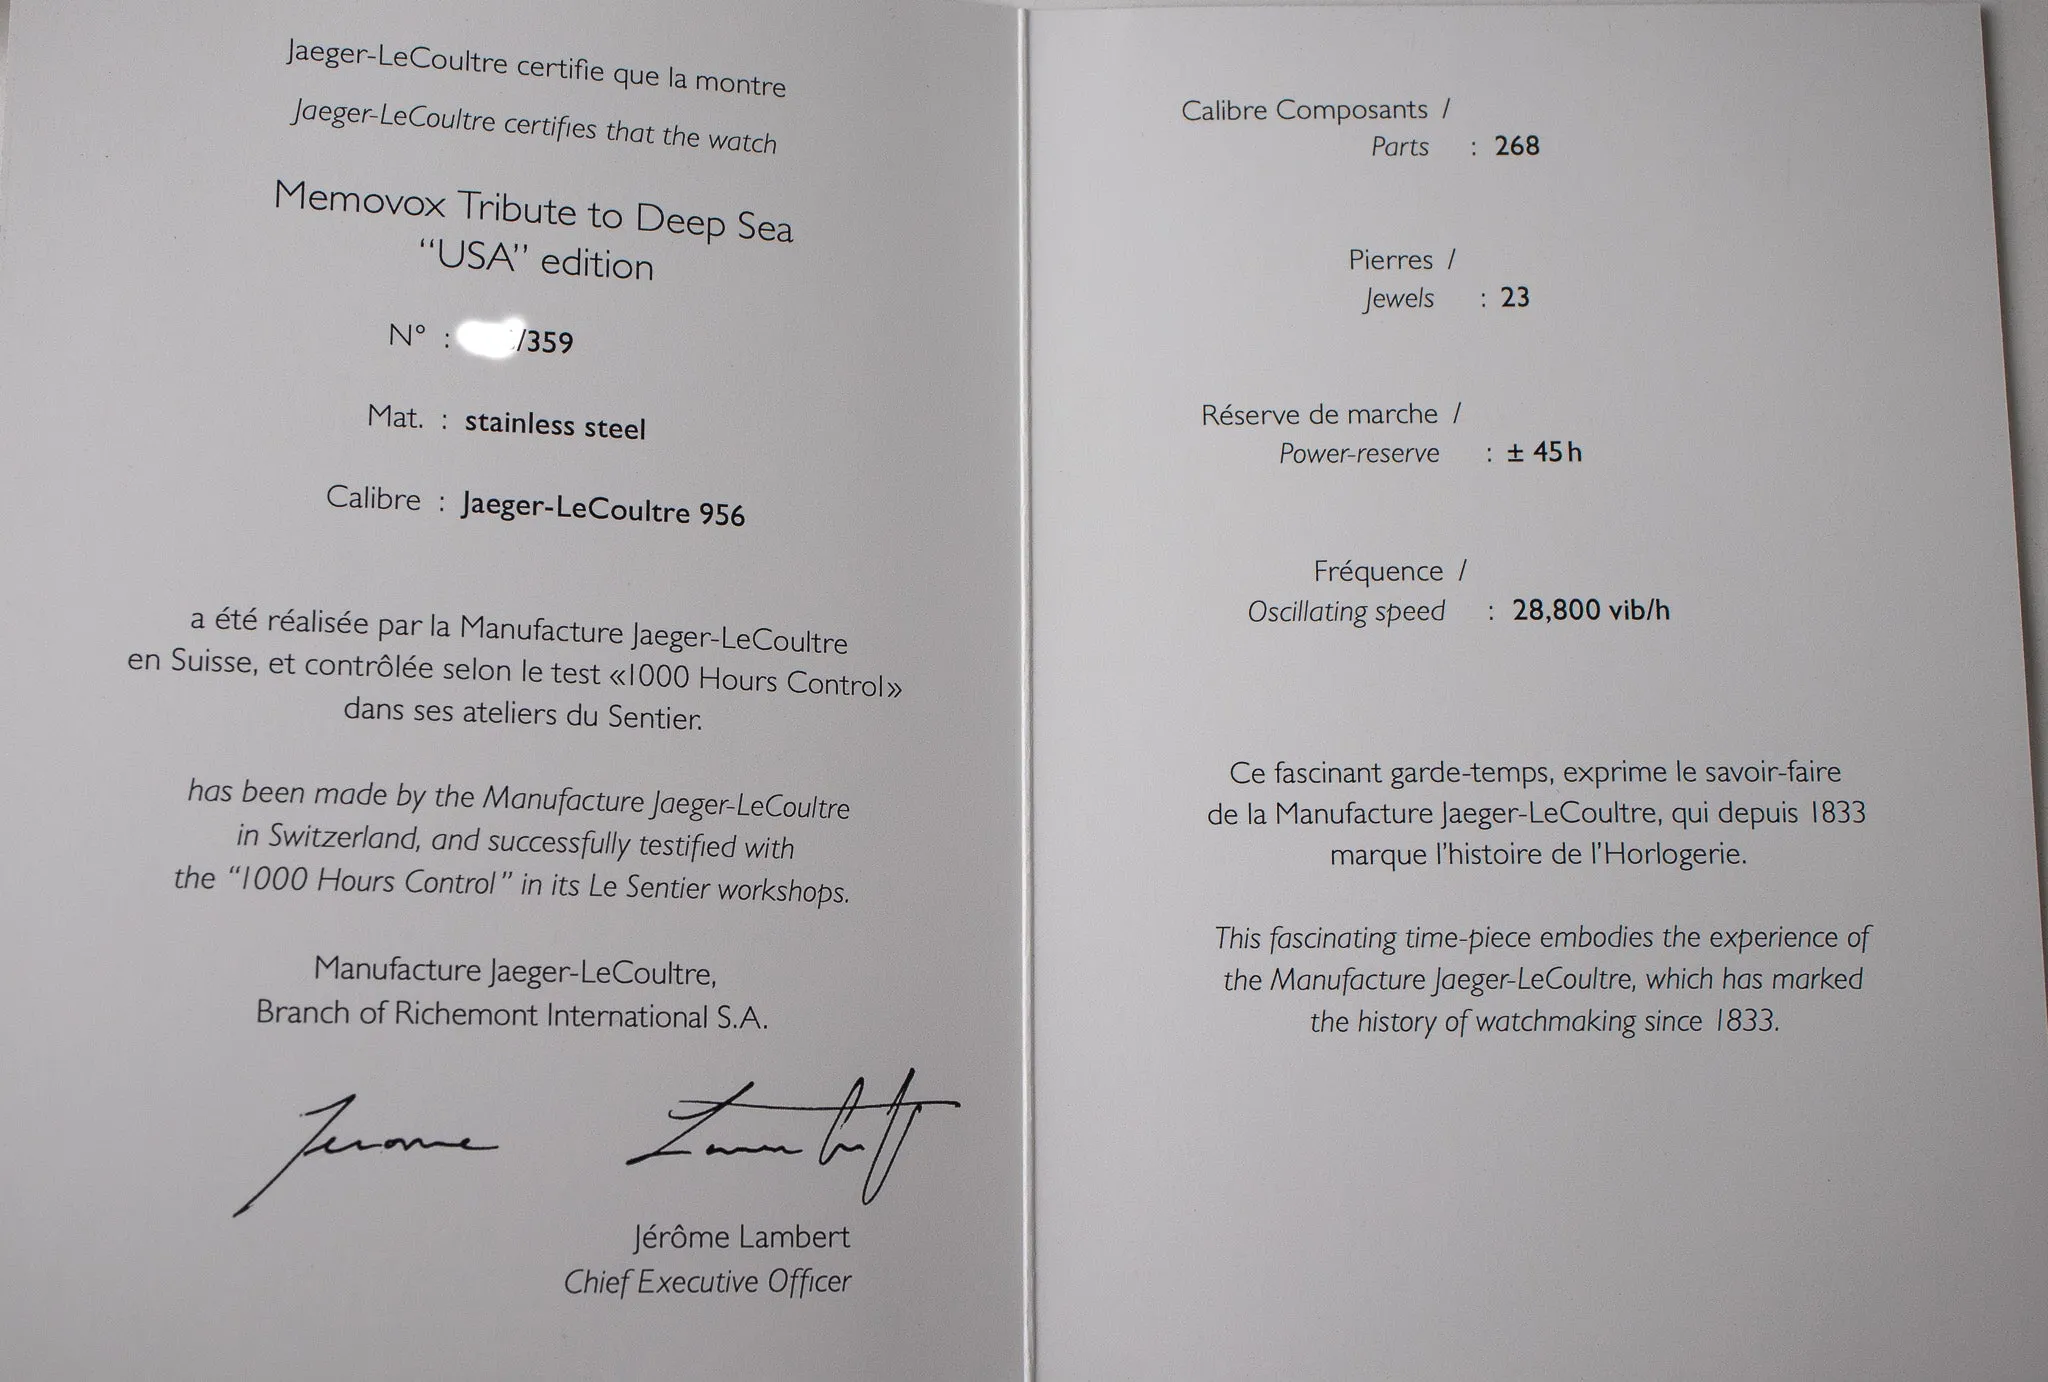 Jaeger-LeCoultre certifie que la montre
Jaeger-LeCoultre certifies that the watch
Memovox Tribute to Deep Sea
“USA” edition
N° : /359
Mat. : stainless steel
Calibre : Jaeger-LeCoultre 956
a été réalisée par la Manufacture Jaeger-LeCoultre
en Suisse, et contrôlée selon le test «1000 Hours Control»
dans ses ateliers du Sentier.
has been made by the Manufacture Jaeger-LeCoultre
in Switzerland, and successfully testified with
the “1000 Hours Control” in its Le Sentier workshops.
Manufacture Jaeger-LeCoultre,
Branch of Richemont International S.A.
Jerome Lambert
Jérôme Lambert
Chief Executive Officer
Calibre Composants /
Parts : 268
Pierres /
Jewels : 23
Réserve de marche /
Power-reserve : ± 45h
Fréquence /
Oscillating speed : 28,800 vib/h
Ce fascinant garde-temps, exprime le savoir-faire
de la Manufacture Jaeger-LeCoultre, qui depuis 1833
marque l’histoire de l’Horlogerie.
This fascinating time-piece embodies the experience of
the Manufacture Jaeger-LeCoultre, which has marked
the history of watchmaking since 1833.